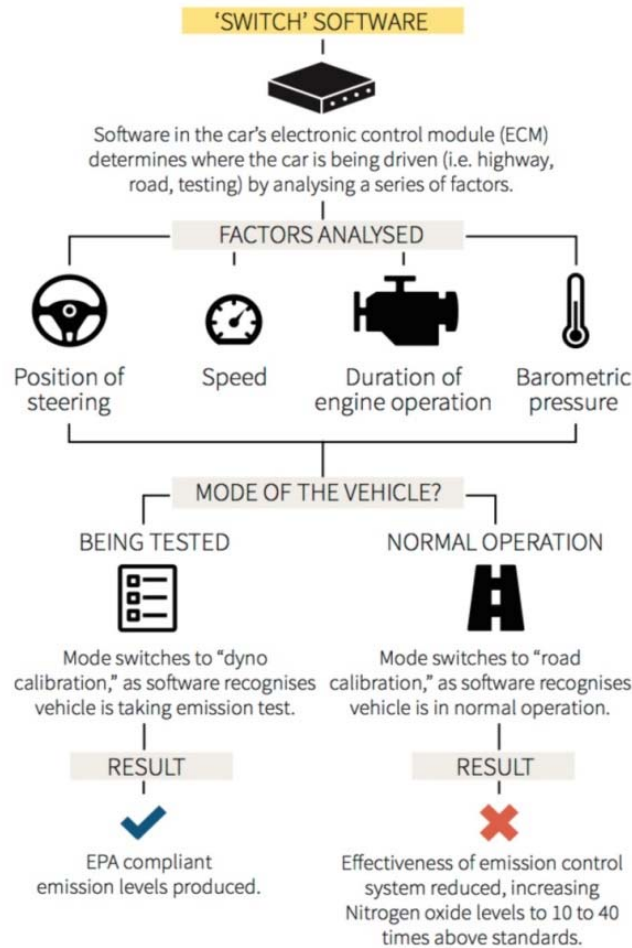 'SWITCH' SOFTWARE
Software in the car's electronic control module (ECM)
determines where the car is being driven (i.e. highway,
road, testing) by analysing a series of factors.
FACTORS ANALYSED
Position of
steering
Speed
Duration of
engine operation
Barometric
pressure
MODE OF THE VEHICLE?
BEING TESTED
Mode switches to “dyno
calibration,” as software recognises
vehicle is taking emission test.
RESULT
EPA compliant
emission levels produced.
NORMAL OPERATION
Mode switches to “road
calibration,” as software recognises
vehicle is in normal operation.
RESULT
Effectiveness of emission control
system reduced, increasing
Nitrogen oxide levels to 10 to 40
times above standards.